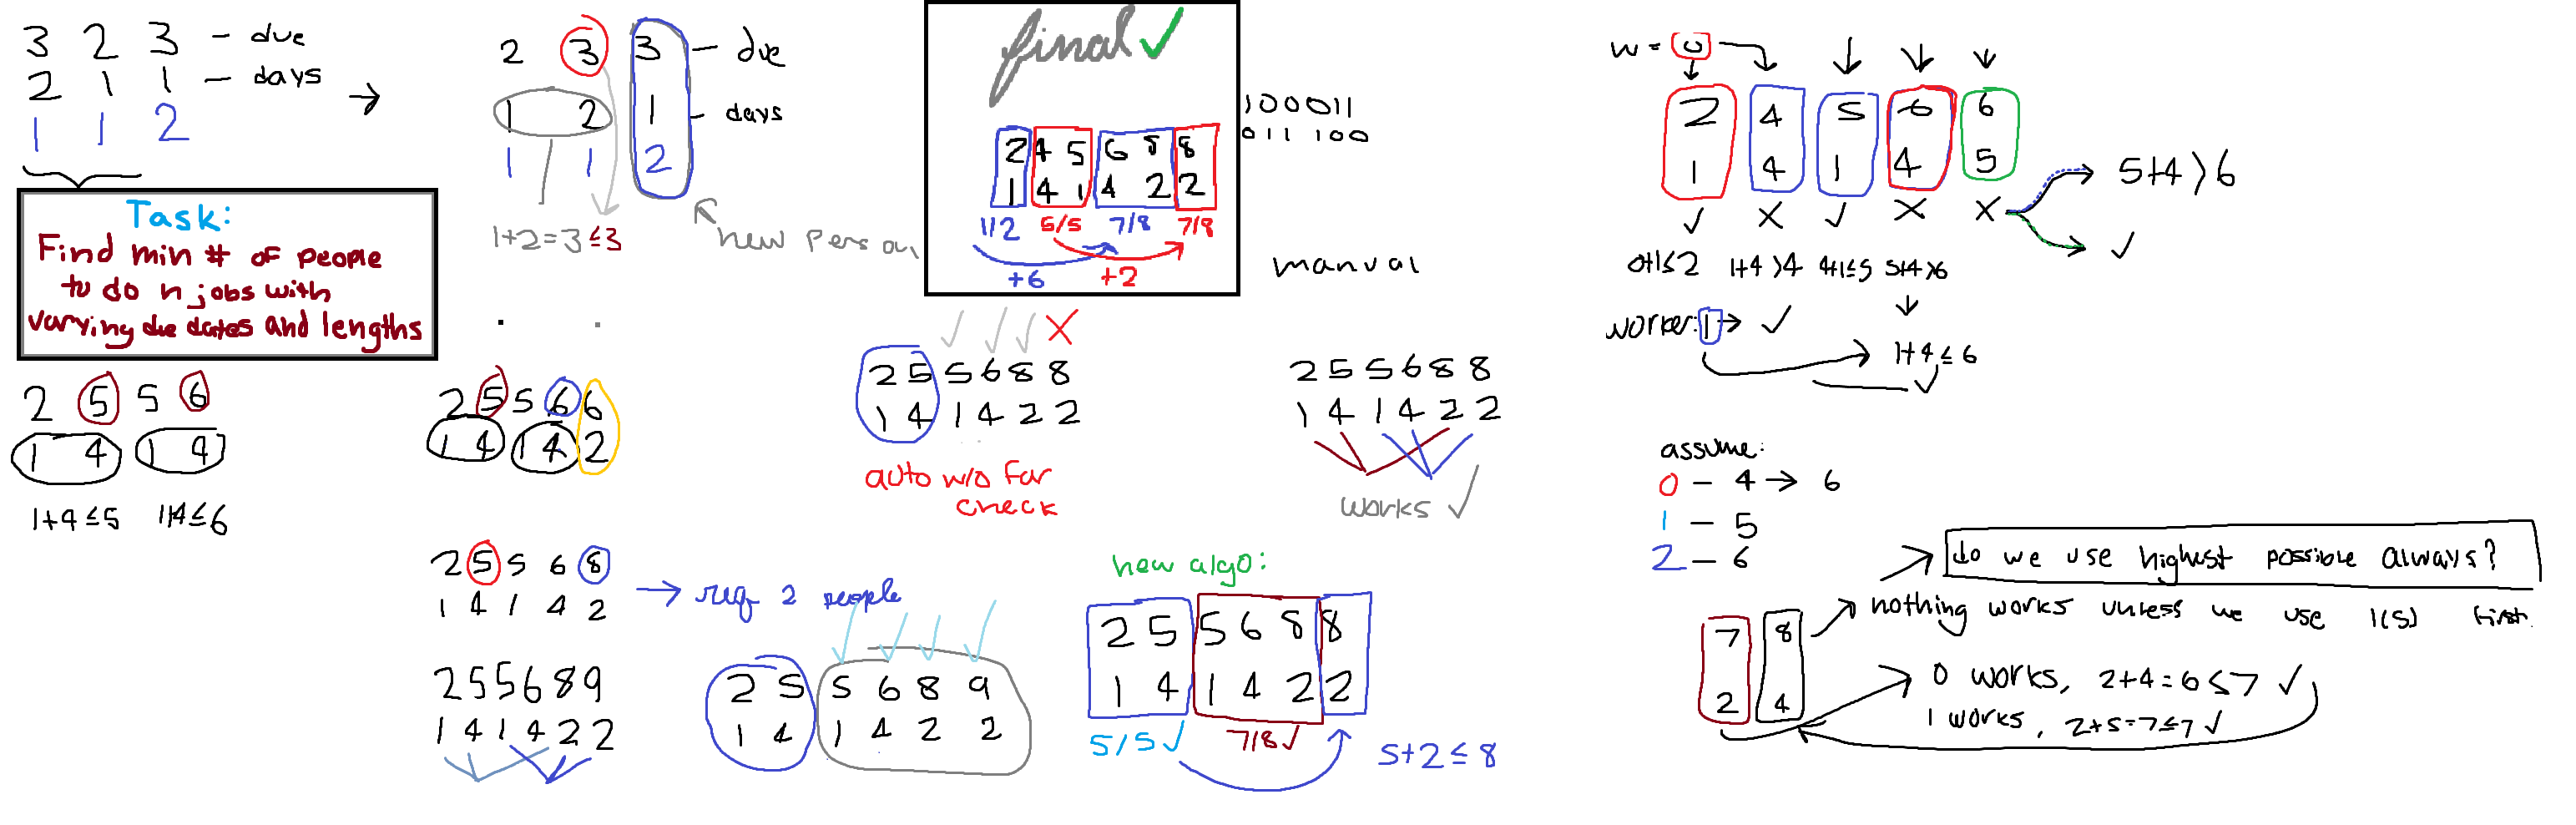 3 2 3 - due
2 1 1 - days
1 1 2
Task:
Find min # of people
to do n jobs with
varying due dates and lengths
2 5 5 6
1 4 1 4
1+4≤5 1+4≤6
2 3 3 - due
1 2 1 - days
1 1 2
1+2=3≤3
new person
2 5 5 6 6
1 4 1 4 2
2 5 5 6 8
1 4 1 4 2
→ req 2 people
2 5 5 6 8 9
1 4 1 4 2 2
2 5 5 6 8 9
1 4 1 4 2 2
final ✓
2 4 5 6 8 8
1 4 1 4 2 2
1/2 5/5 7/8 7/8
+6 +2
100011
011 100
manual
✓ ✓ ✓ X
2 5 5 6 8 8
1 4 1 4 2 2
auto w/o far
check
2 5 5 6 8 8
1 4 1 4 2 2
works ✓
new algo:
2 5 5 6 8 8
1 4 1 4 2 2
5/5 ✓ 7/8 ✓
5+2≤8
w = 0
2 4 5 6 6
1 4 1 4 5
✓ X ✓ X X
5+4>6
✓
0+1≤2 1+4>4 4+1≤5 5+4>6
worker: 1 → ✓
1+4≤6
✓
assume:
0 - 4 → 6
1 - 5
2 - 6
do we use highest possible always?
nothing works unless we use 1(s) first.
7 8
2 4
0 works, 2+4=6≤7 ✓
1 works, 2+5=7≤7 ✓